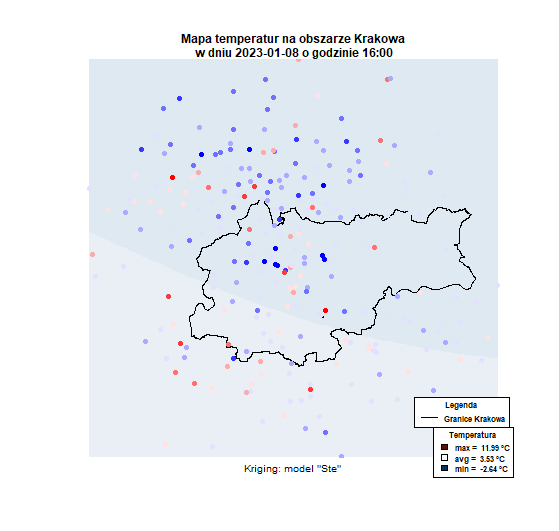 Mapa temperatur na obszarze Krakowa
w dniu 2023-01-08 o godzinie 16:00
Legenda
Granice Krakowa
Temperatura
max = 11.99 °C
avg = 3.53 °C
min = -2.64 °C
Kriging: model "Ste"